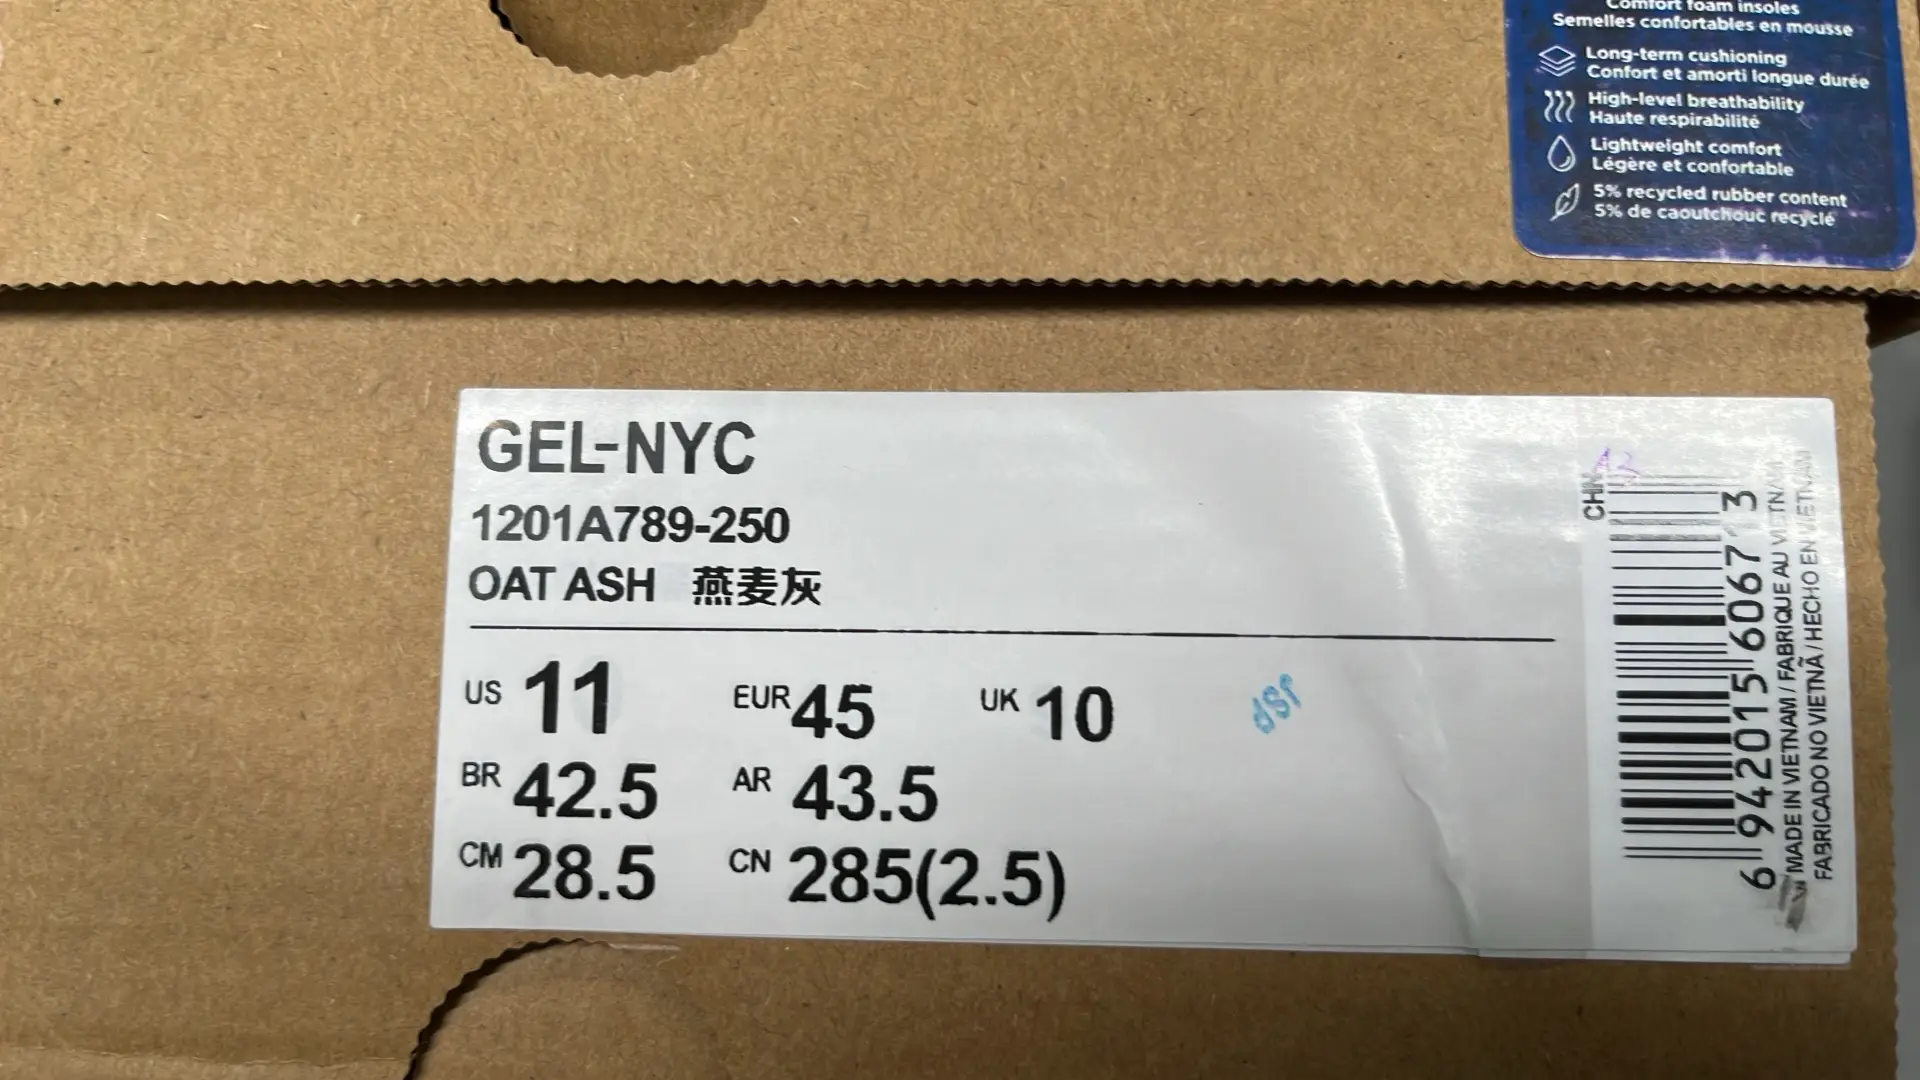 Comfort foam insoles
Semelles confortables en mousse
Long-term cushioning
Confort et amorti longue durée
High-level breathability
Haute respirabilité
Lightweight comfort
Légère et confortable
5% recycled rubber content
5% de caoutchouc recyclé
GEL-NYC
1201A789-250
OAT ASH 燕麦灰
US 11 EUR 45 UK 10
BR 42.5 AR 43.5
CM 28.5 CN 285(2.5)
dsf
CHN
MADE IN VIETNAM / FABRIQUE AU VIETNAM
FABRICADO NO VIETNÃ / HECHO EN VIETNAM